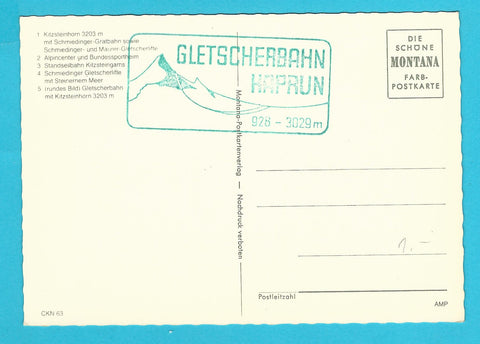 1 Kitzsteinhorn 3203 m
mit Schmiedinger-Gratbahn sowie
Schmiedinger- und Maurer-Gletscherlifte
2 Alpincenter und Bundessportheim
3 Standseilbahn Kitzsteingams
4 Schmiedinger Gletscherlift
mit Steinernem Meer
5 (rundes Bild) Gletscherbahn
mit Kitzsteinhorn 3203 m
GLETSCHERBAHN
KAPRUN
928 - 3029 m
DIE
SCHÖNE
MONTANA
FARB-
POSTKARTE
Montana-Postkartenverlag — Nachdruck verboten
1.-
Postleitzahl
CKN 63
AMP